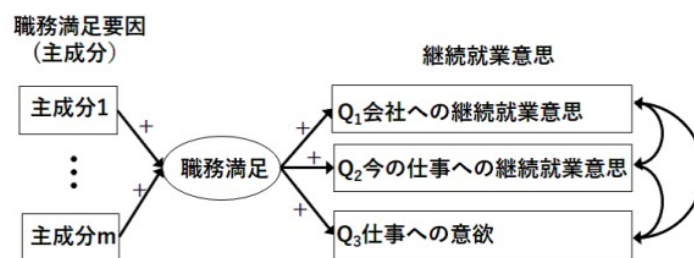 職務満足要因
（主成分）
継続就業意思
主成分1
+
Q₁会社への継続就業意思
+
職務満足
+
Q₂今の仕事への継続就業意思
+
主成分m
+
Q₃仕事への意欲